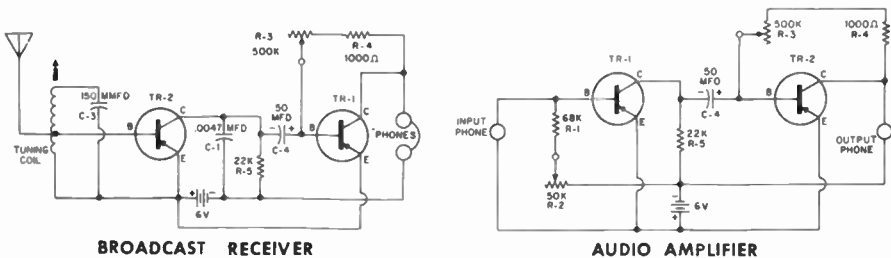 150 MMFD
C-3
TUNING
COIL
TR-2
B
C
E
.0047 MFD
C-1
+ -
6V
22K
R-5
50
MFD
- +
C-4
R-3
500K
R-4
1000Ω
TR-1
B
C
E
PHONES
BROADCAST RECEIVER
INPUT
PHONE
68K
R-1
50K
R-2
TR-1
B
C
E
50
MFD
- +
C-4
22K
R-5
-
+
6V
500K
R-3
1000Ω
R-4
TR-2
B
C
E
OUTPUT
PHONE
AUDIO AMPLIFIER